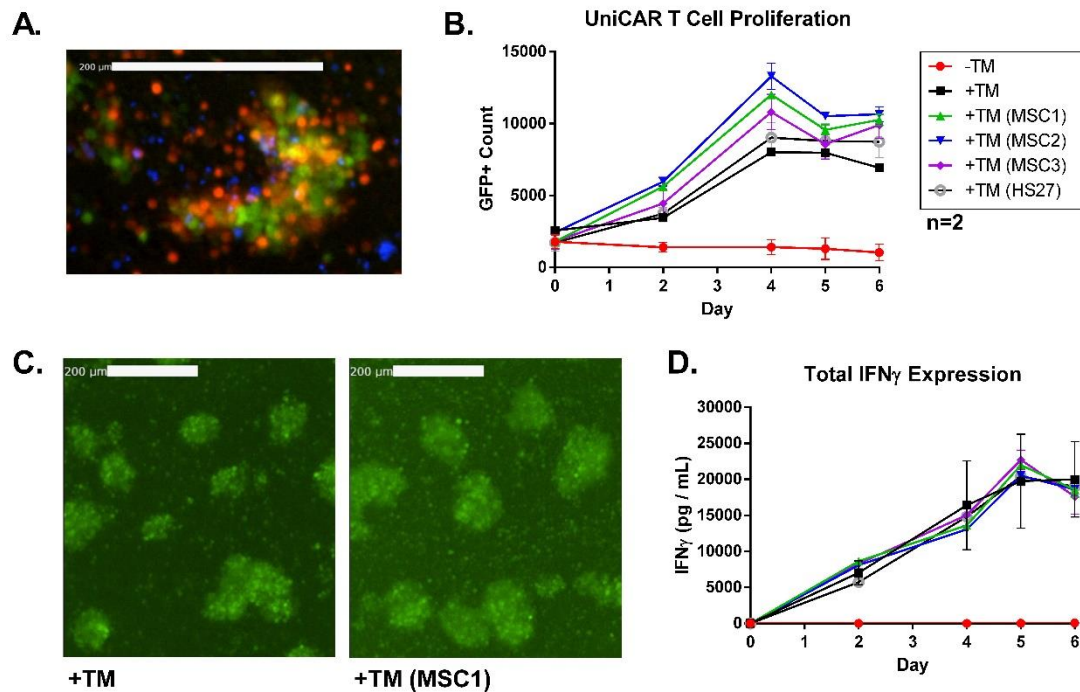 A.
200 µm
B.
UniCAR T Cell Proliferation
GFP+ Count
15000
10000
5000
0
0 1 2 3 4 5 6
Day
-TM
+TM
+TM (MSC1)
+TM (MSC2)
+TM (MSC3)
+TM (HS27)
n=2
C.
200 µm
200 µm
+TM
+TM (MSC1)
D.
Total IFNγ Expression
IFNγ (pg / mL)
30000
25000
20000
15000
10000
5000
0
0 1 2 3 4 5 6
Day